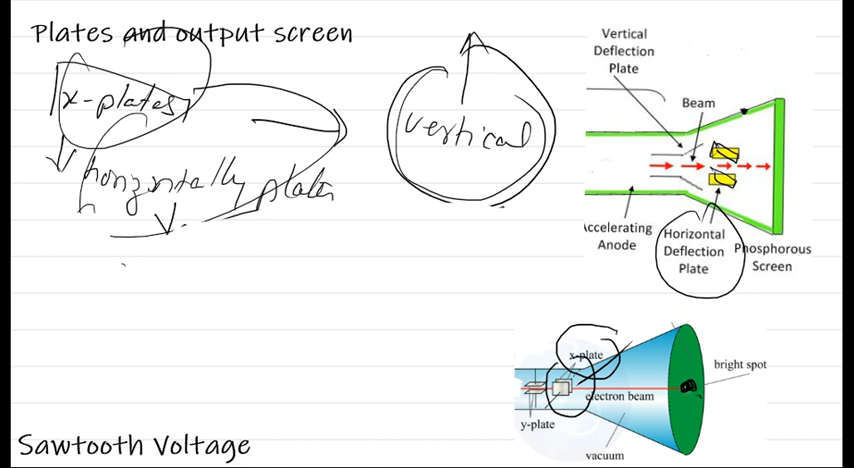 Plates and output screen
x-plates
horizontally plates
vertical
Vertical
Deflection
Plate
Beam
Accelerating
Anode
Horizontal
Deflection
Plate
Phosphorous
Screen
x-plate
bright spot
electron beam
y-plate
vacuum
Sawtooth Voltage